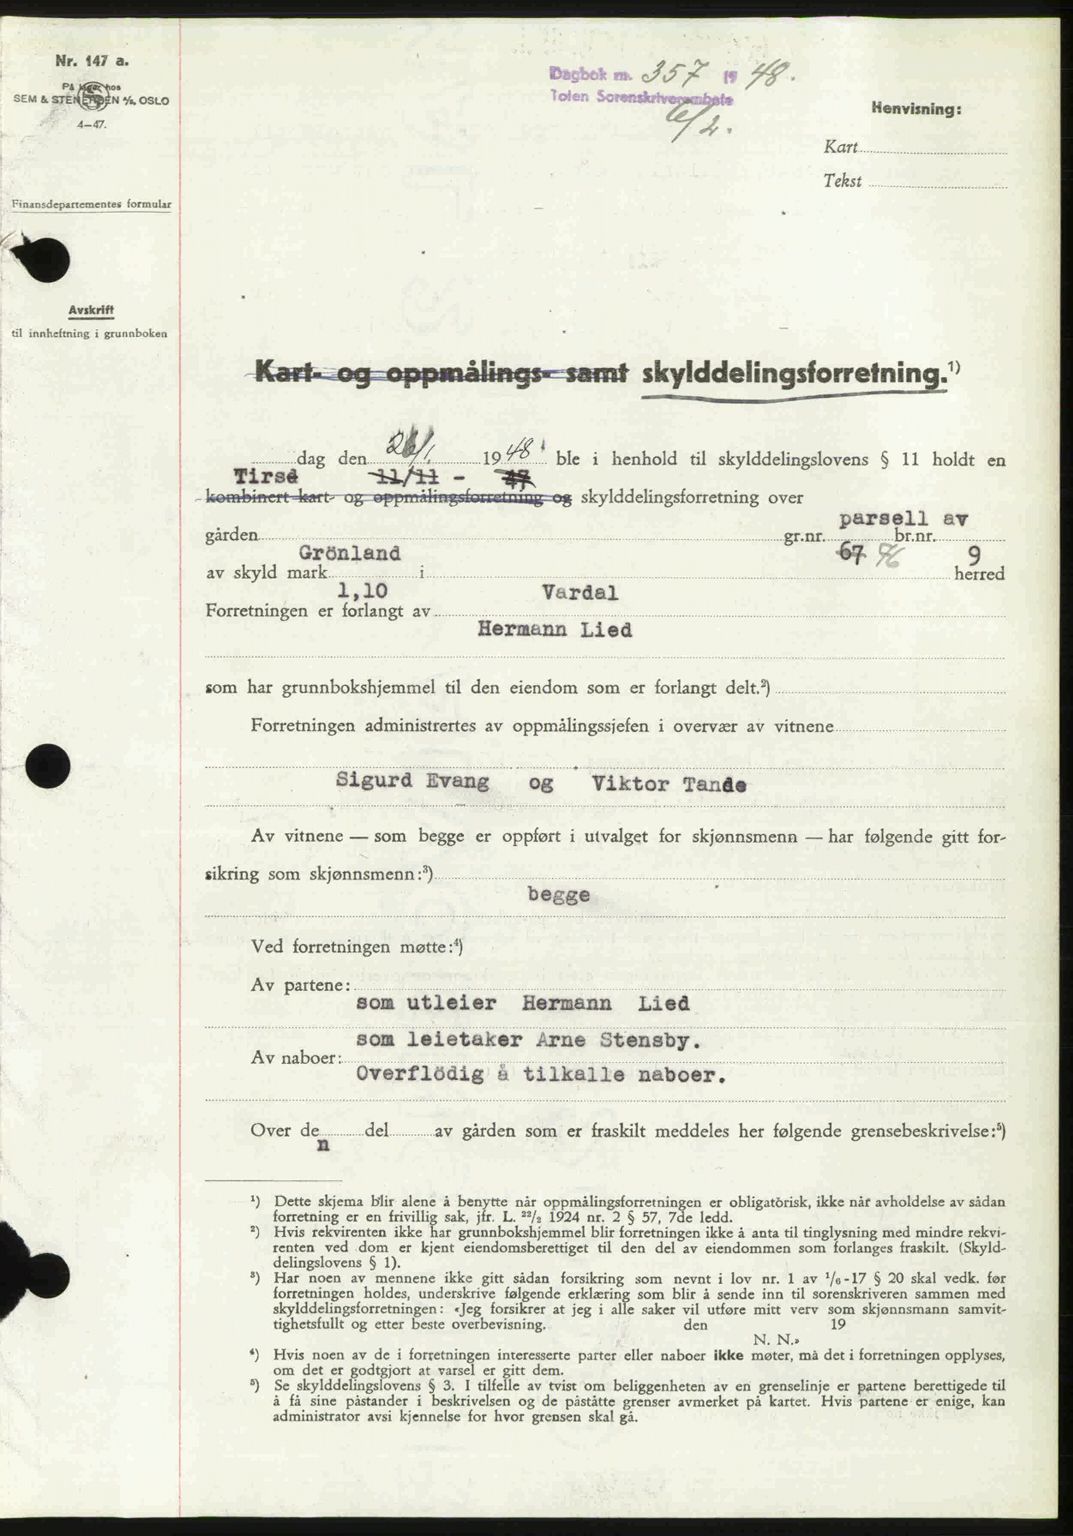 Nr. 147 a.
På lager hos
SEM & STENERSEN A/S, OSLO
4-47.
Finansdepartementes formular
Avskrift
til innheftning i grunnboken
Dagbok nr. 357 19 48.
Toten Sorenskriverembete
6/2.
Henvisning:
Kart
Tekst
Kart- og oppmålings- samt skylddelingsforretning.¹)
dag den 26/1 1948 ble i henhold til skylddelingslovens § 11 holdt en
Tirsd 11/11 - 47
kombinert kart- og oppmålingsforretning og skylddelingsforretning over
parsell av
gården gr.nr. br.nr.
Grönland 67 76 9
av skyld mark i herred
1,10 Vardal
Forretningen er forlangt av
Hermann Lied
som har grunnbokshjemmel til den eiendom som er forlangt delt.²)
Forretningen administrertes av oppmålingssjefen i overvær av vitnene
Sigurd Evang og Viktor Tande
Av vitnene — som begge er oppført i utvalget for skjønnsmenn — har følgende gitt for-
sikring som skjønnsmenn:³)
begge
Ved forretningen møtte:⁴)
Av partene:
som utleier Hermann Lied
som leietaker Arne Stensby.
Av naboer:
Overflödig å tilkalle naboer.
Over de del av gården som er fraskilt meddeles her følgende grensebeskrivelse:⁵)
n
¹) Dette skjema blir alene å benytte når oppmålingsforretningen er obligatorisk, ikke når avholdelse av sådan
forretning er en frivillig sak, jfr. L. 22/2 1924 nr. 2 § 57, 7de ledd.
²) Hvis rekvirenten ikke har grunnbokshjemmel blir forretningen ikke å anta til tinglysning med mindre rekvi-
renten ved dom er kjent eiendomsberettiget til den del av eiendommen som forlanges fraskilt. (Skyld-
delingslovens § 1).
³) Har noen av mennene ikke gitt sådan forsikring som nevnt i lov nr. 1 av 1/6-17 § 20 skal vedk. før
forretningen holdes, underskrive følgende erklæring som blir å sende inn til sorenskriveren sammen med
skylddelingsforretningen: «Jeg forsikrer at jeg i alle saker vil utføre mitt verv som skjønnsmann samvit-
tighetsfullt og etter beste overbevisning. den 19
N. N.»
⁴) Hvis noen av de i forretningen interesserte parter eller naboer ikke møter, må det i forretningen opplyses,
om det er godtgjort at varsel er gitt dem.
⁵) Se skylddelingslovens § 3. I tilfelle av tvist om beliggenheten av en grenselinje er partene berettigede til
å få sine påstander i beskrivelsen og de påståtte grenser avmerket på kartet. Hvis partene er enige, kan
administrator avsi kjennelse for hvor grensen skal gå.